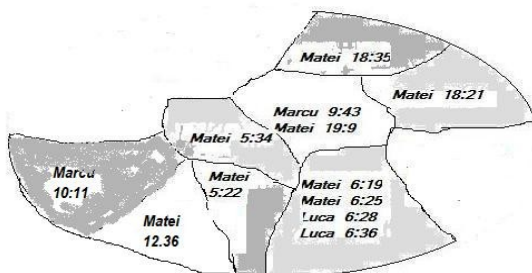 Matei 18:35
Matei 18:21
Marcu 9:43
Matei 19:9
Matei 5:34
Marcu
10:11
Matei
5:22
Matei 6:19
Matei 6:25
Luca 6:28
Luca 6:36
Matei
12.36